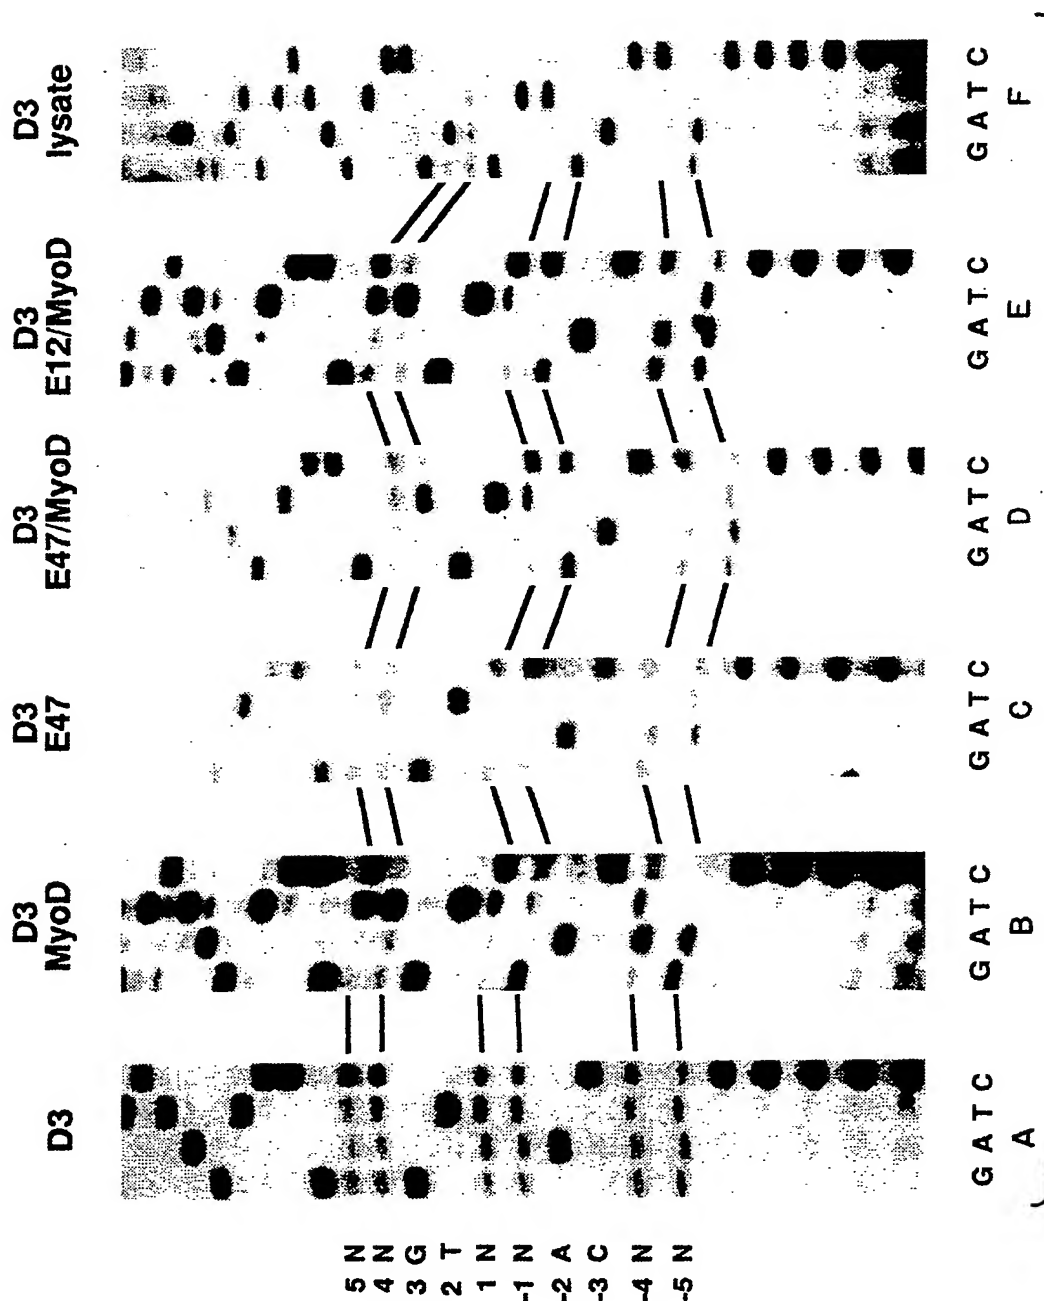 D3
D3
MyoD
D3
E47
D3
E47/MyoD
D3
E12/MyoD
D3
lysate
5 N
4 N
3 G
2 T
1 N
-1 N
-2 A
-3 C
-4 N
-5 N
G A T C
A
G A T C
B
G A T C
C
G A T C
D
G A T C
E
G A T C
F